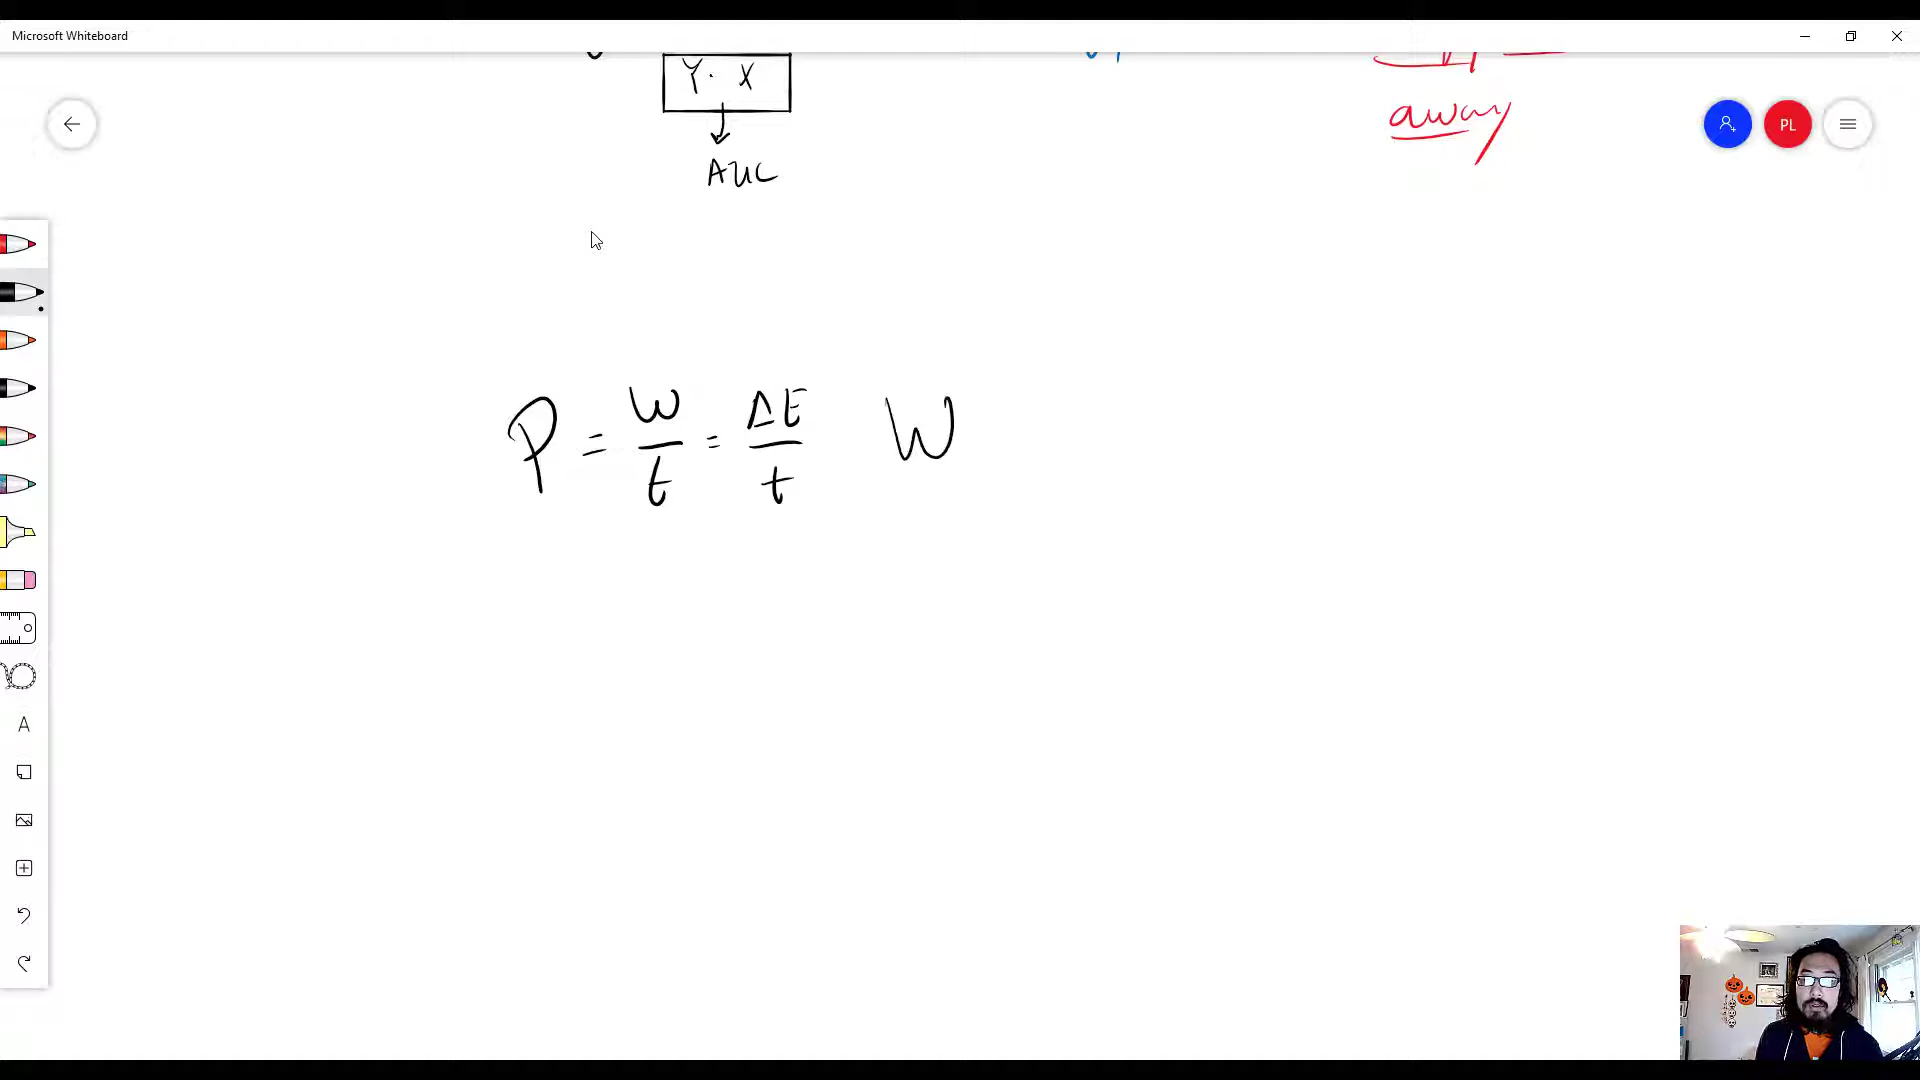 Microsoft Whiteboard
Y · X
away
PL
AUC
P = W/t = ΔE/t W
A